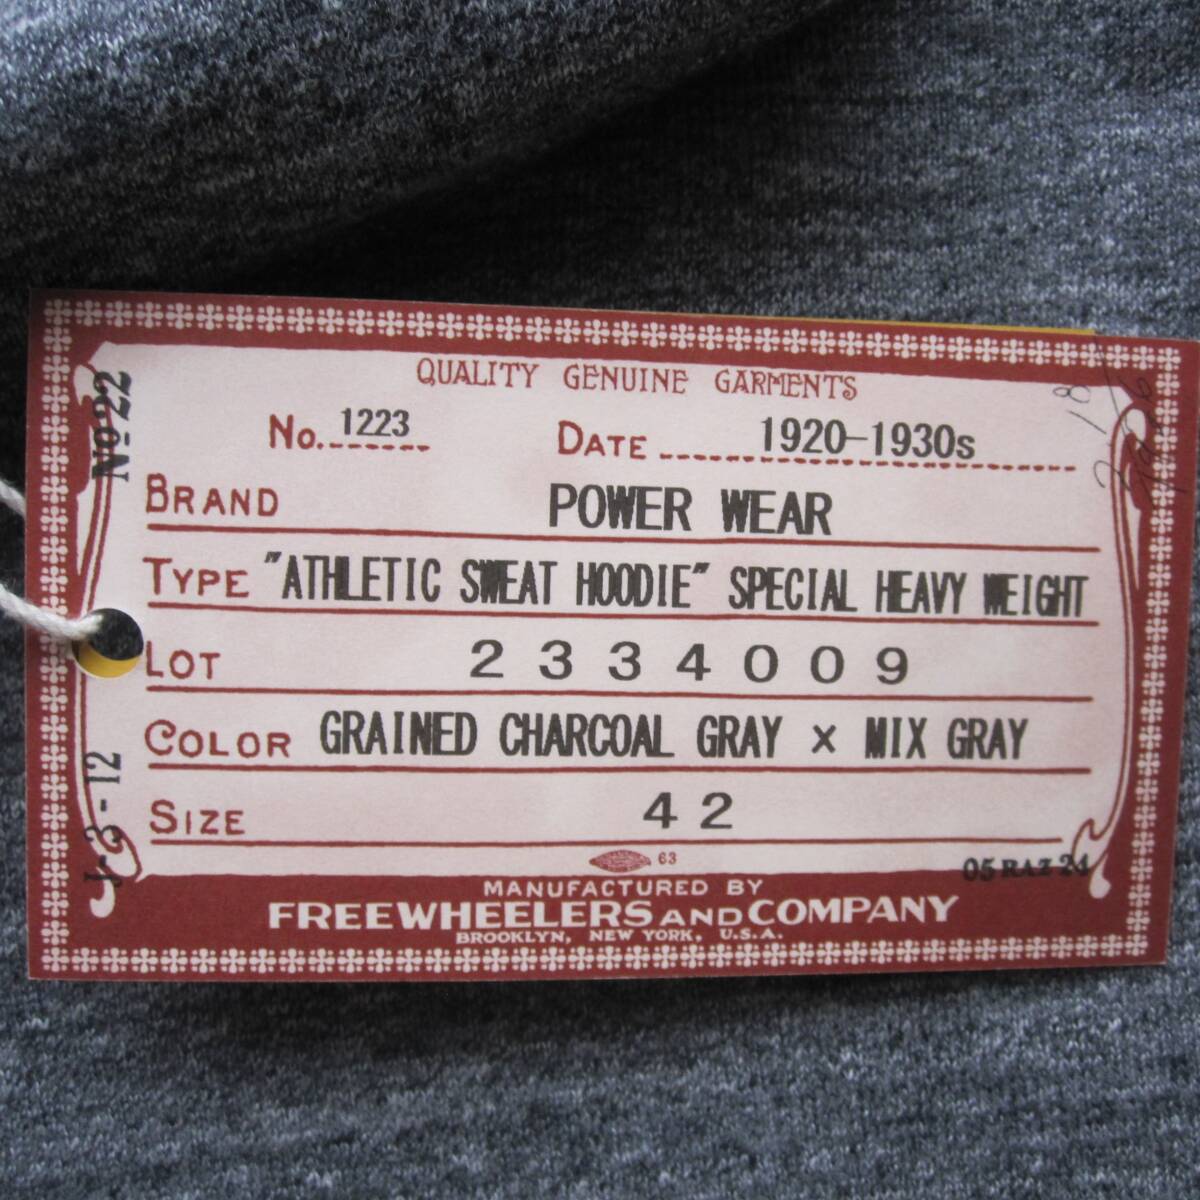 QUALITY GENUINE GARMENTS
No. 1223 DATE 1920-1930s
BRAND POWER WEAR
TYPE "ATHLETIC SWEAT HOODIE" SPECIAL HEAVY WEIGHT
LOT 2334009
COLOR GRAINED CHARCOAL GRAY × MIX GRAY
SIZE 42
63
05 RAZ 24
MANUFACTURED BY
FREEWHEELERS AND COMPANY
BROOKLYN, NEW YORK, U.S.A.
No 22
J-3-12